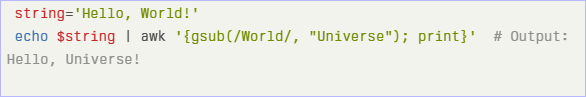 string='Hello, World!'
echo $string | awk '{gsub(/World/, "Universe"); print}'  # Output:
Hello, Universe!